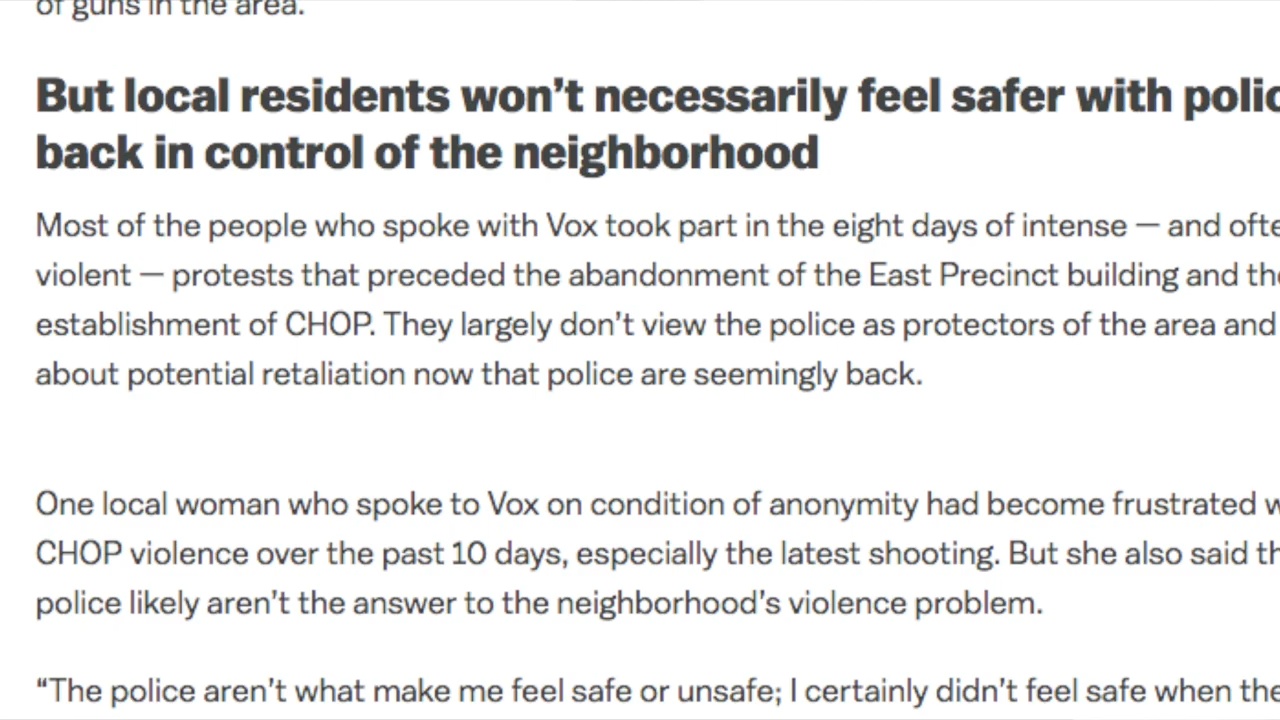 of guns in the area.
But local residents won’t necessarily feel safer with polic
back in control of the neighborhood
Most of the people who spoke with Vox took part in the eight days of intense — and ofte
violent — protests that preceded the abandonment of the East Precinct building and the
establishment of CHOP. They largely don’t view the police as protectors of the area and
about potential retaliation now that police are seemingly back.
One local woman who spoke to Vox on condition of anonymity had become frustrated w
CHOP violence over the past 10 days, especially the latest shooting. But she also said th
police likely aren’t the answer to the neighborhood’s violence problem.
“The police aren’t what make me feel safe or unsafe; I certainly didn’t feel safe when the